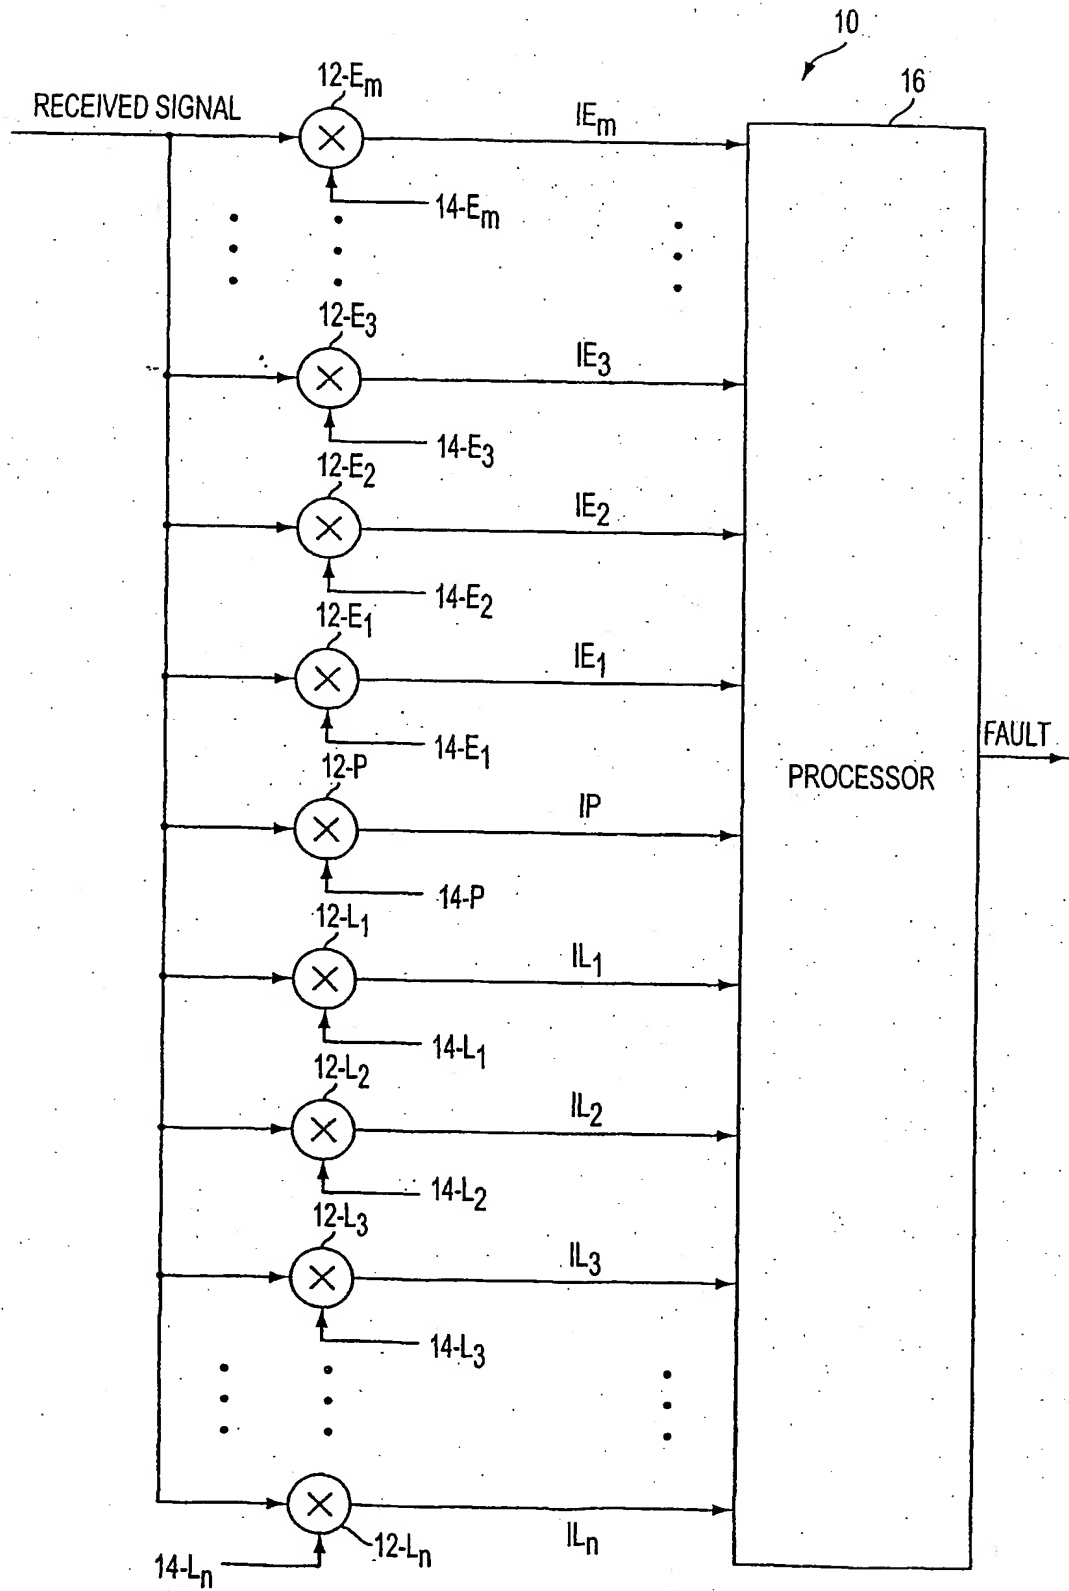 10
12-Em
16
RECEIVED SIGNAL
IEm
14-Em
12-E3
IE3
14-E3
12-E2
IE2
14-E2
12-E1
IE1
14-E1
FAULT
12-P
PROCESSOR
IP
14-P
12-L1
IL1
14-L1
12-L2
IL2
14-L2
12-L3
IL3
14-L3
ILn
12-Ln
14-Ln